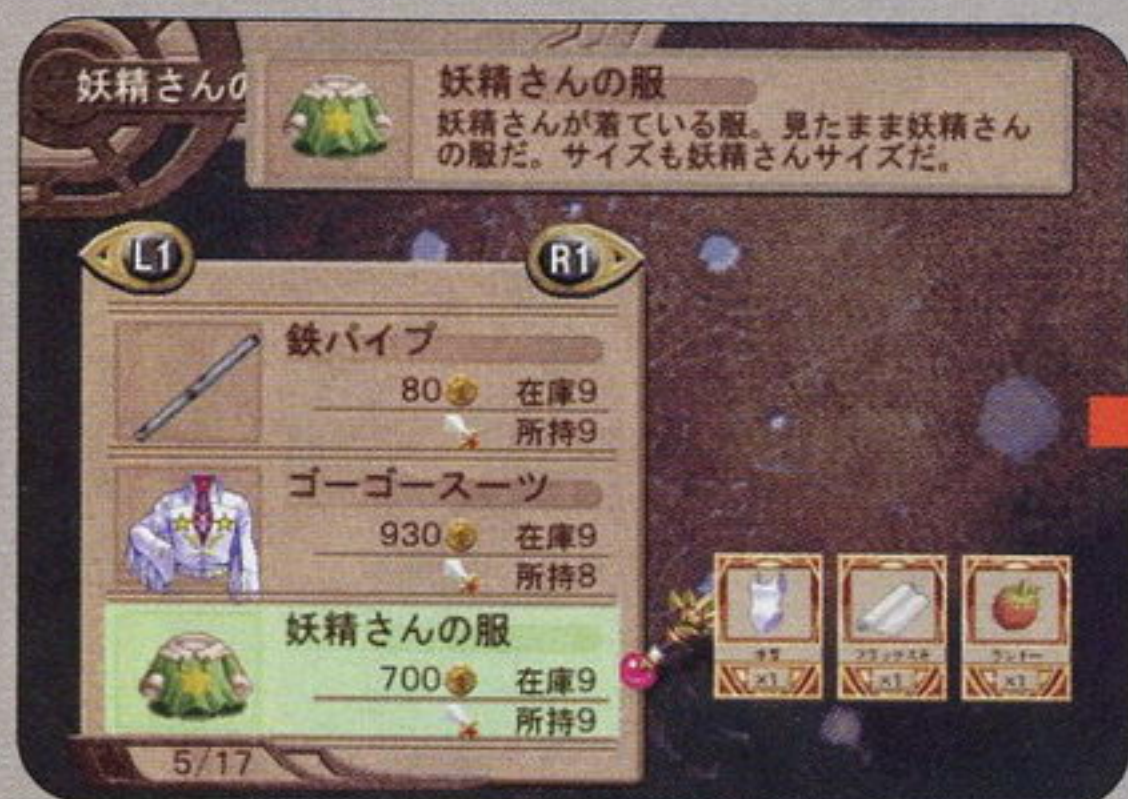 妖精さんの
妖精さんの服
妖精さんが着ている服。見たまま妖精さん
の服だ。サイズも妖精さんサイズだ。
L1
R1
鉄パイプ
80 在庫9
所持9
ゴーゴースーツ
930 在庫9
所持8
妖精さんの服
700 在庫9
所持9
5/17
×1
×1
×1